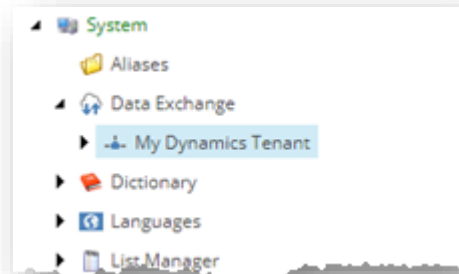 System
Aliases
Data Exchange
My Dynamics Tenant
Dictionary
Languages
List Manager